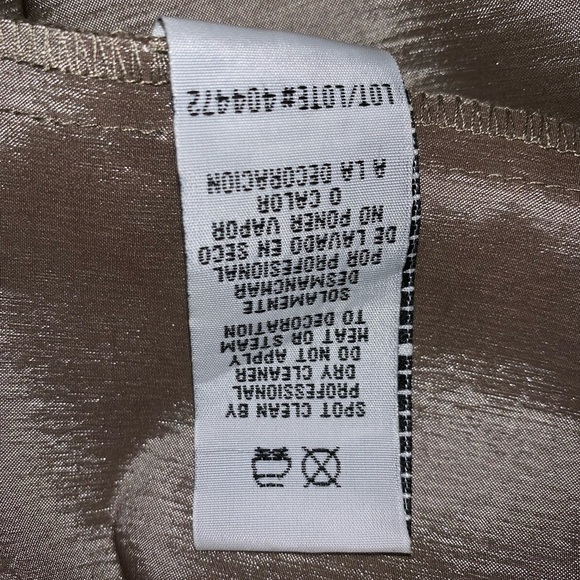 SPOT CLEAN BY
PROFESSIONAL
DRY CLEANER
DO NOT APPLY
HEAT OR STEAM
TO DECORATION
SOLAMENTE
DESMANCHAR
POR PROFESIONAL
DE LAVADO EN SECO
NO PONER VAPOR
O CALOR
A LA DECORACION
LOT/LOTE# 404472